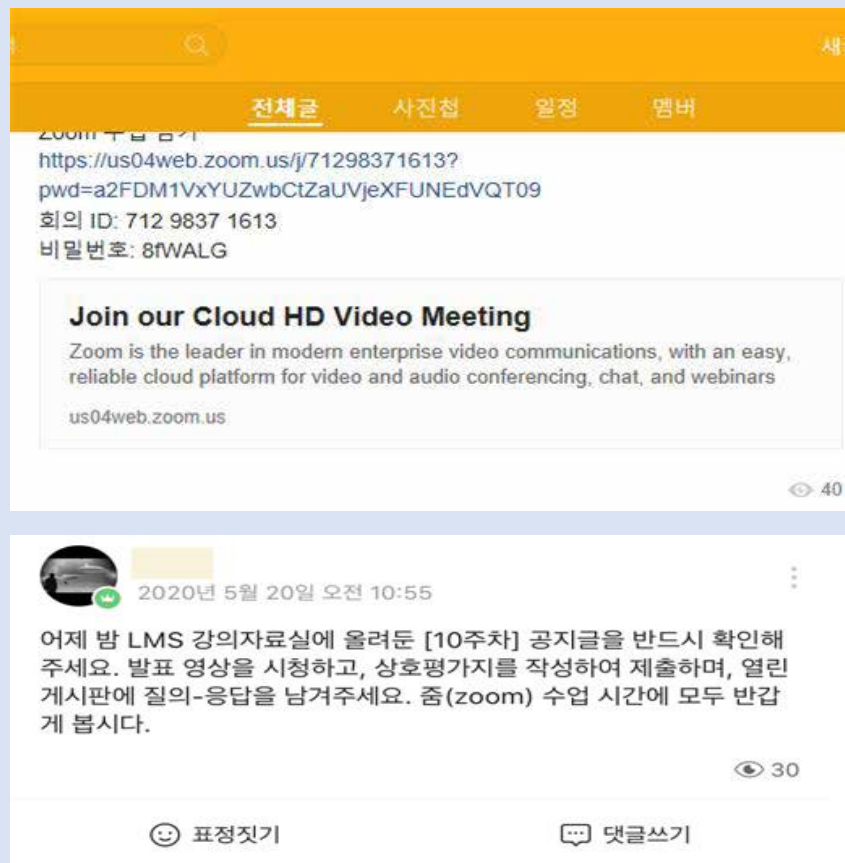 새
전체글 사진첩 일정 멤버
Zoom 수업
https://us04web.zoom.us/j/71298371613?
pwd=a2FDM1VxYUZwbCtZaUVjeXFUNEdVQT09
회의 ID: 712 9837 1613
비밀번호: 8fWALG
Join our Cloud HD Video Meeting
Zoom is the leader in modern enterprise video communications, with an easy,
reliable cloud platform for video and audio conferencing, chat, and webinars
us04web.zoom.us
40
2020년 5월 20일 오전 10:55
어제 밤 LMS 강의자료실에 올려둔 [10주차] 공지글을 반드시 확인해
주세요. 발표 영상을 시청하고, 상호평가지를 작성하여 제출하며, 열린
게시판에 질의-응답을 남겨주세요. 줌(zoom) 수업 시간에 모두 반갑
게 봅시다.
30
표정짓기 댓글쓰기